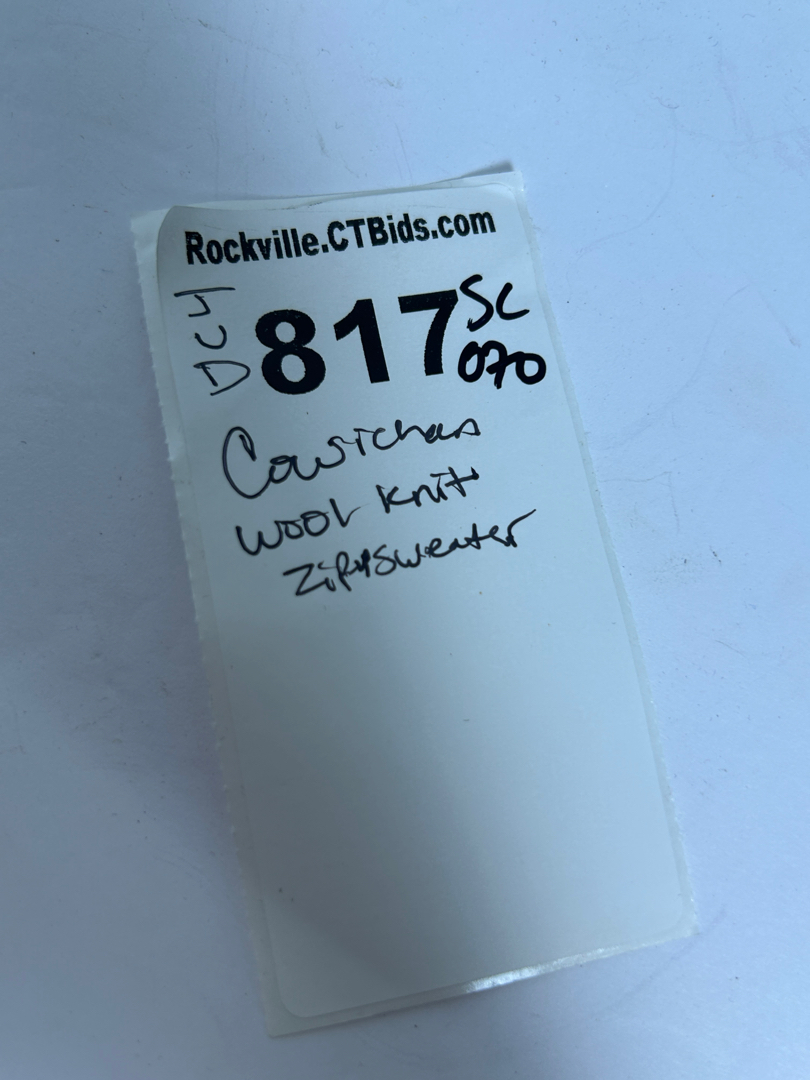 Rockville.CTBids.com
817
SC
070
Cowichan
wool knit
zip sweater